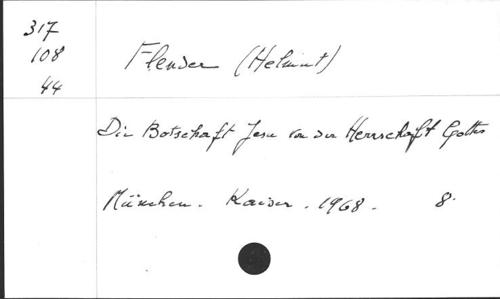 317
108
44
Flender (Helmut)
Die Botschaft Jesu von der Herrschaft Gottes
München. Kaiser. 1968. 8°